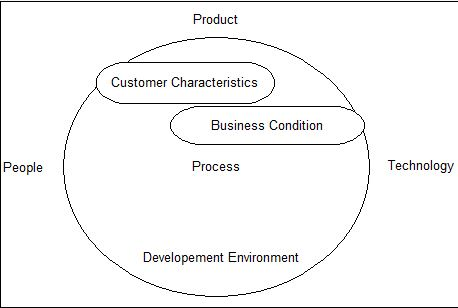 Product
Customer Characteristics
Business Condition
People
Process
Technology
Developement Environment